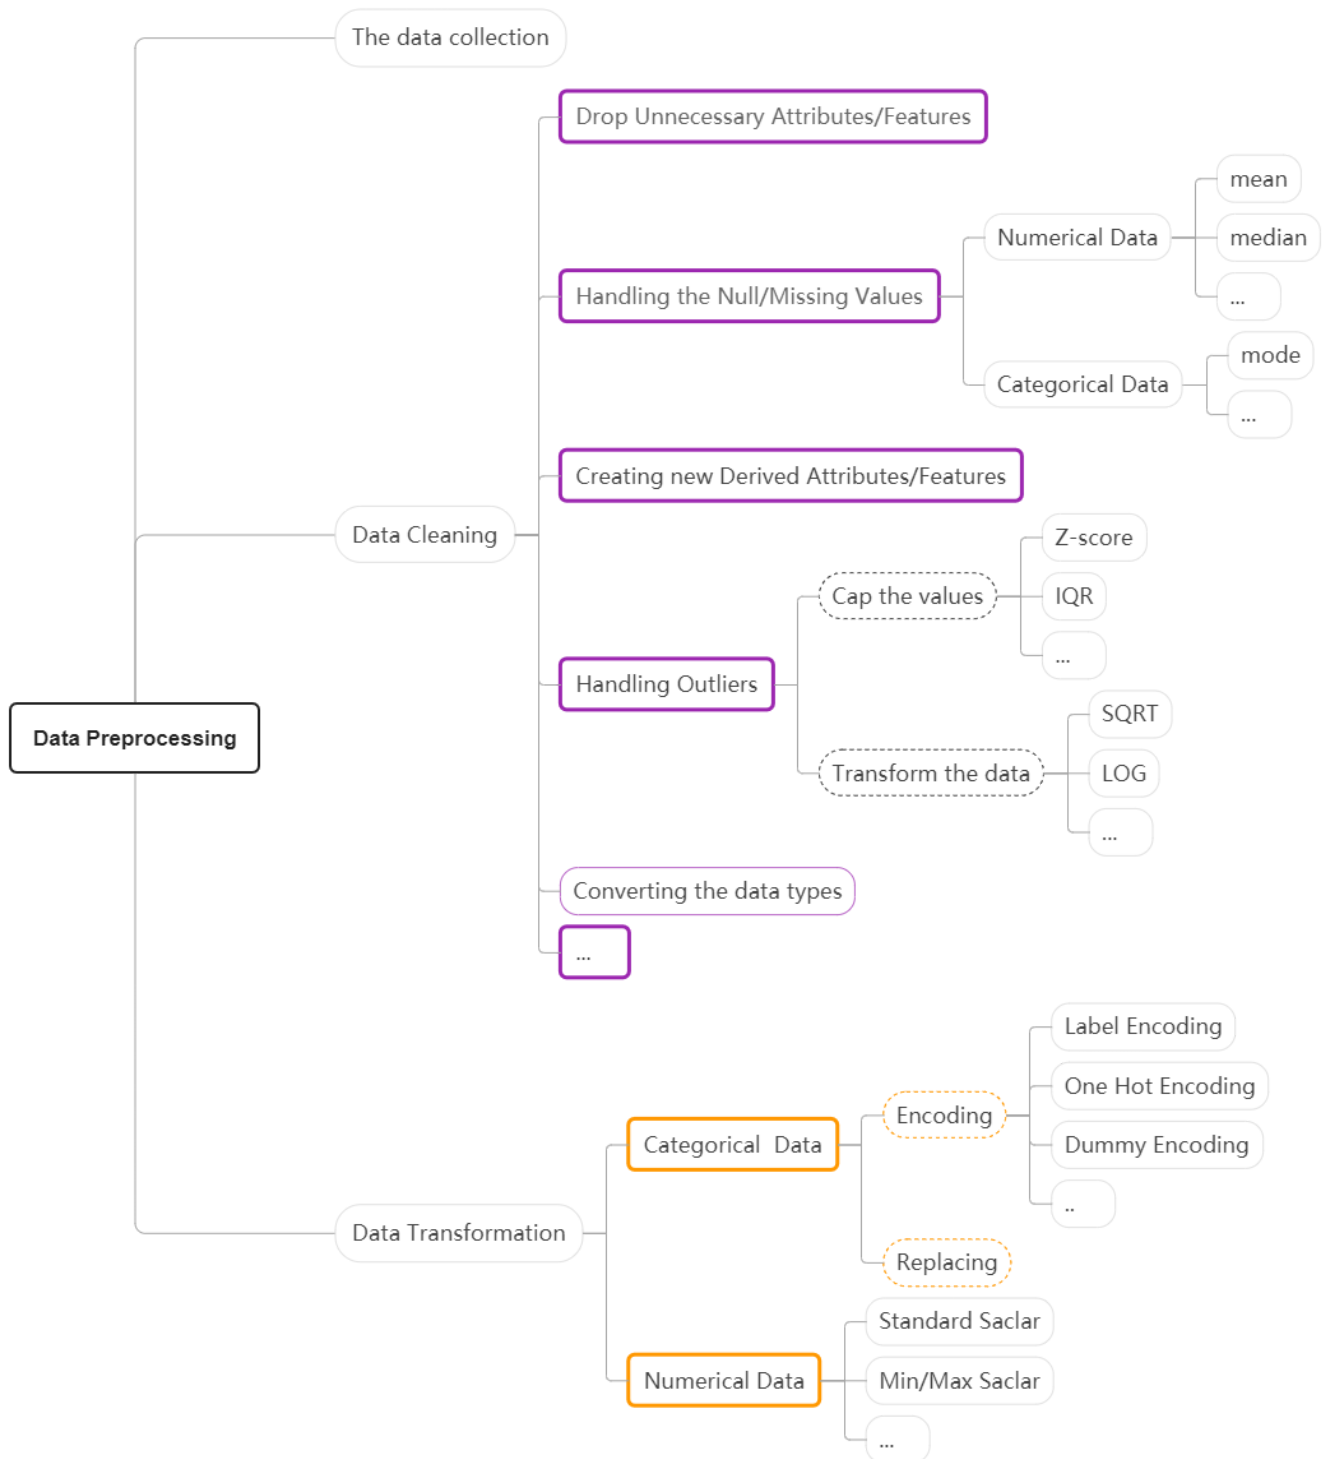 The data collection
Drop Unnecessary Attributes/Features
mean
Numerical Data
median
Handling the Null/Missing Values
...
mode
Categorical Data
...
Creating new Derived Attributes/Features
Data Cleaning
Z-score
Cap the values
IQR
...
Handling Outliers
SQRT
Data Preprocessing
Transform the data
LOG
...
Converting the data types
...
Label Encoding
One Hot Encoding
Encoding
Categorical  Data
Dummy Encoding
..
Data Transformation
Replacing
Standard Saclar
Numerical Data
Min/Max Saclar
...